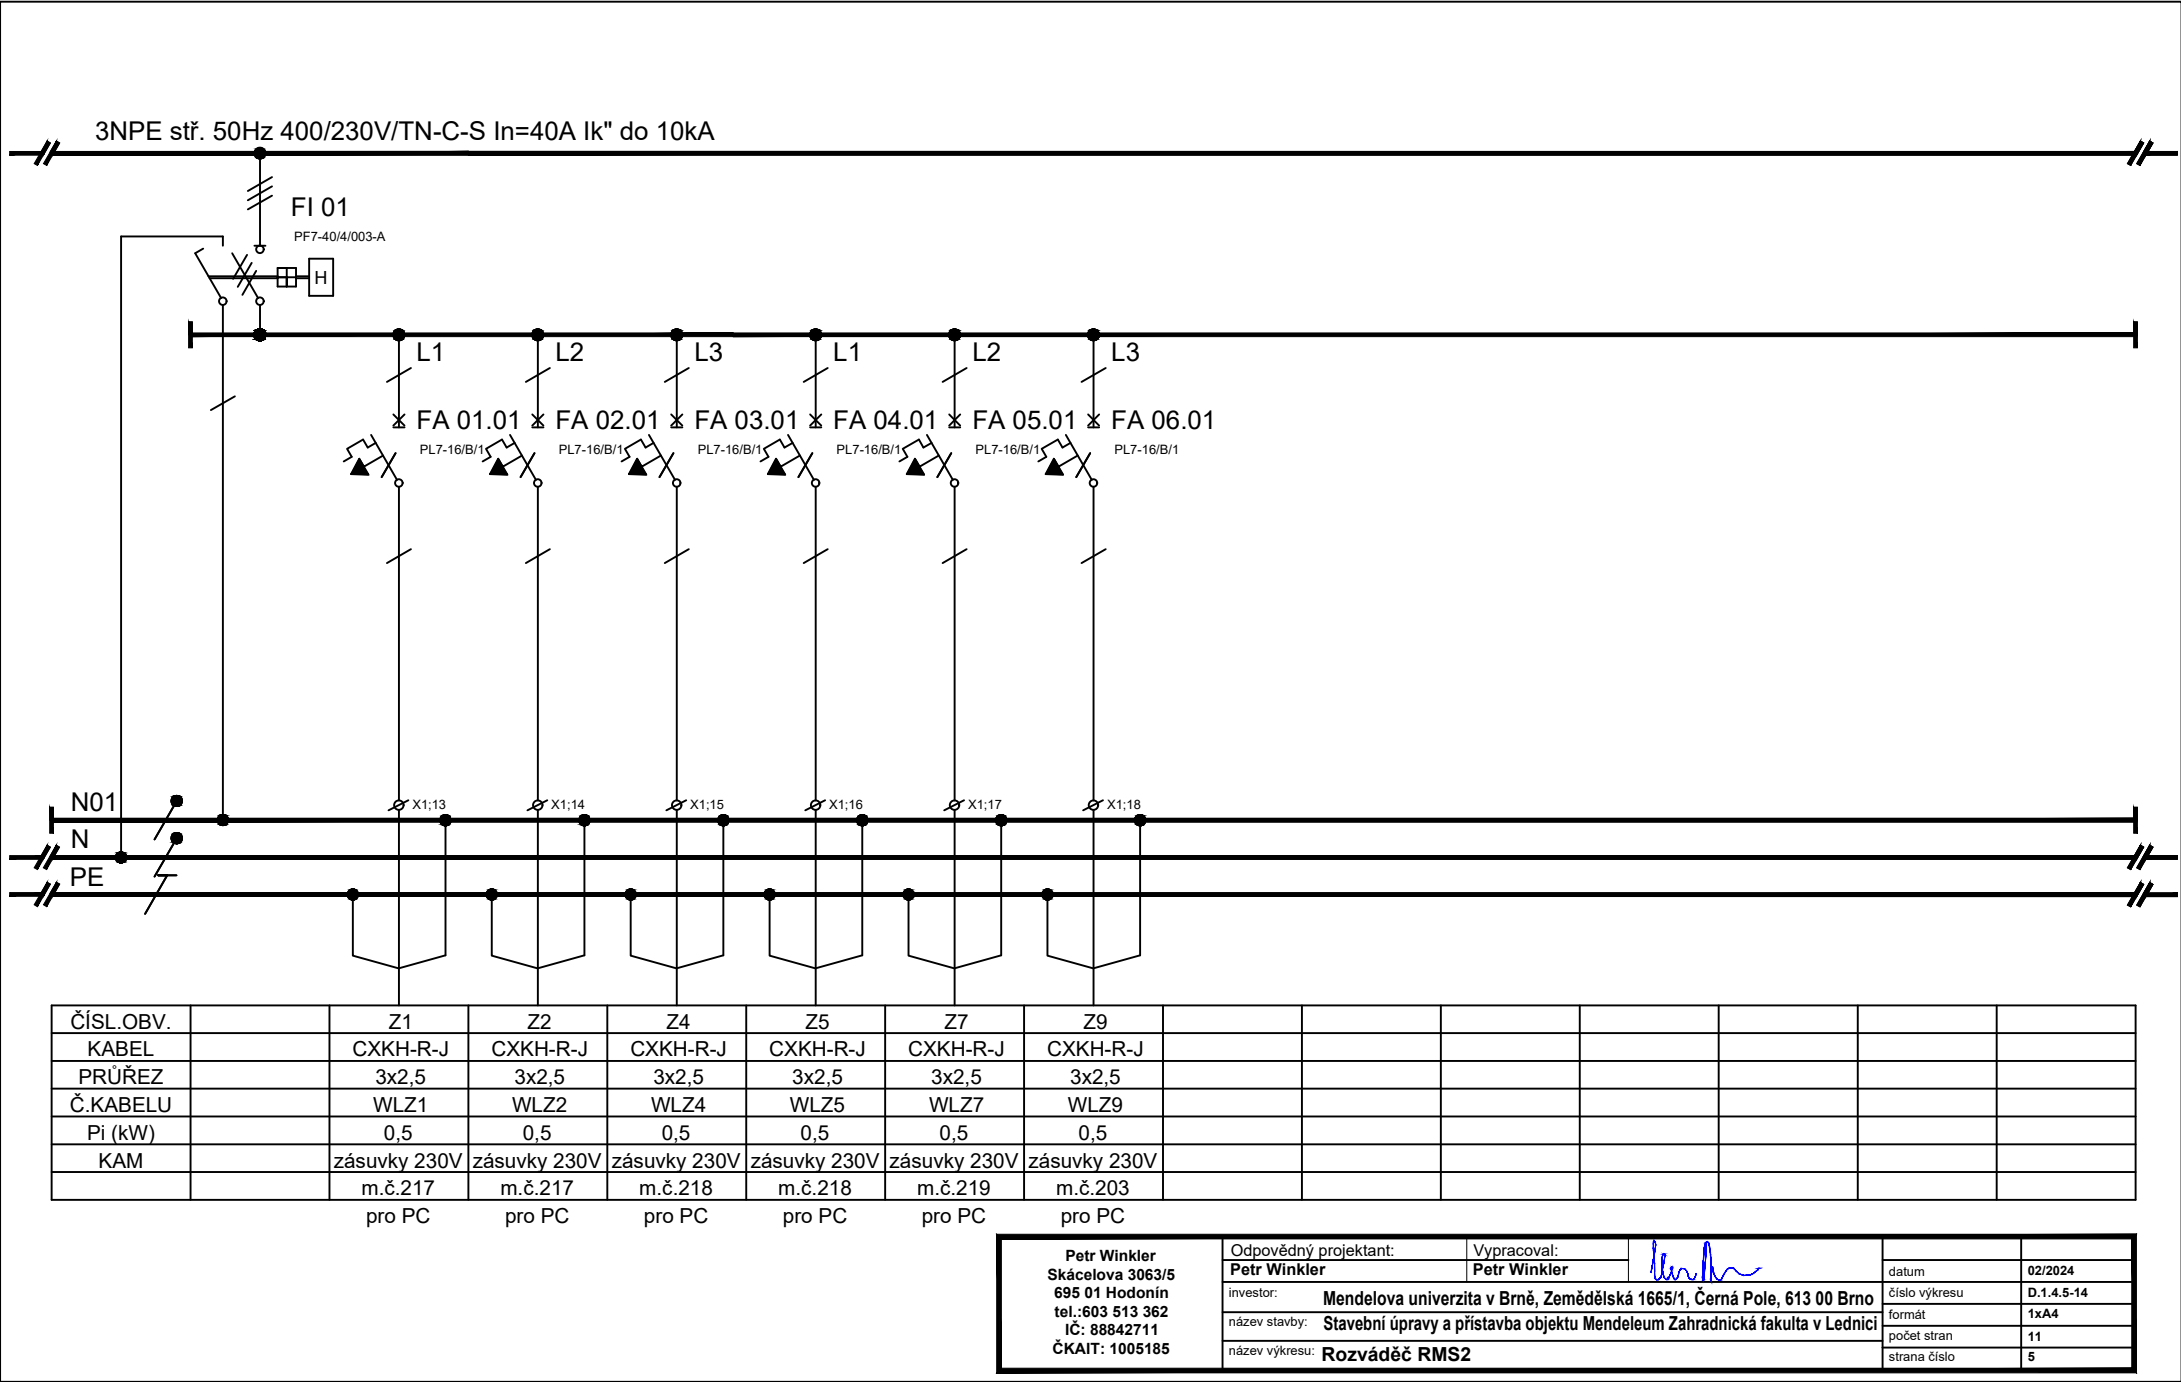 3NPE stř. 50Hz 400/230V/TN-C-S In=40A Ik" do 10kA
FI 01
PF7-40/4/003-A
H
L1 L2 L3 L1 L2 L3
FA 01.01 FA 02.01 FA 03.01 FA 04.01 FA 05.01 FA 06.01
PL7-16/B/1 PL7-16/B/1 PL7-16/B/1 PL7-16/B/1 PL7-16/B/1 PL7-16/B/1
N01 X1;13 X1;14 X1;15 X1;16 X1;17 X1;18
N
PE
ČÍSL.OBV. Z1 Z2 Z4 Z5 Z7 Z9
KABEL CXKH-R-J CXKH-R-J CXKH-R-J CXKH-R-J CXKH-R-J CXKH-R-J
PRŮŘEZ 3x2,5 3x2,5 3x2,5 3x2,5 3x2,5 3x2,5
Č.KABELU WLZ1 WLZ2 WLZ4 WLZ5 WLZ7 WLZ9
Pi (kW) 0,5 0,5 0,5 0,5 0,5 0,5
KAM zásuvky 230V zásuvky 230V zásuvky 230V zásuvky 230V zásuvky 230V zásuvky 230V
m.č.217 m.č.217 m.č.218 m.č.218 m.č.219 m.č.203
pro PC pro PC pro PC pro PC pro PC pro PC
Petr Winkler
Skácelova 3063/5
695 01 Hodonín
tel.:603 513 362
IČ: 88842711
ČKAIT: 1005185
Odpovědný projektant: Vypracoval:
Petr Winkler Petr Winkler
investor: Mendelova univerzita v Brně, Zemědělská 1665/1, Černá Pole, 613 00 Brno
název stavby: Stavební úpravy a přístavba objektu Mendeleum Zahradnická fakulta v Lednici
název výkresu: Rozváděč RMS2
datum 02/2024
číslo výkresu D.1.4.5-14
formát 1xA4
počet stran 11
strana číslo 5